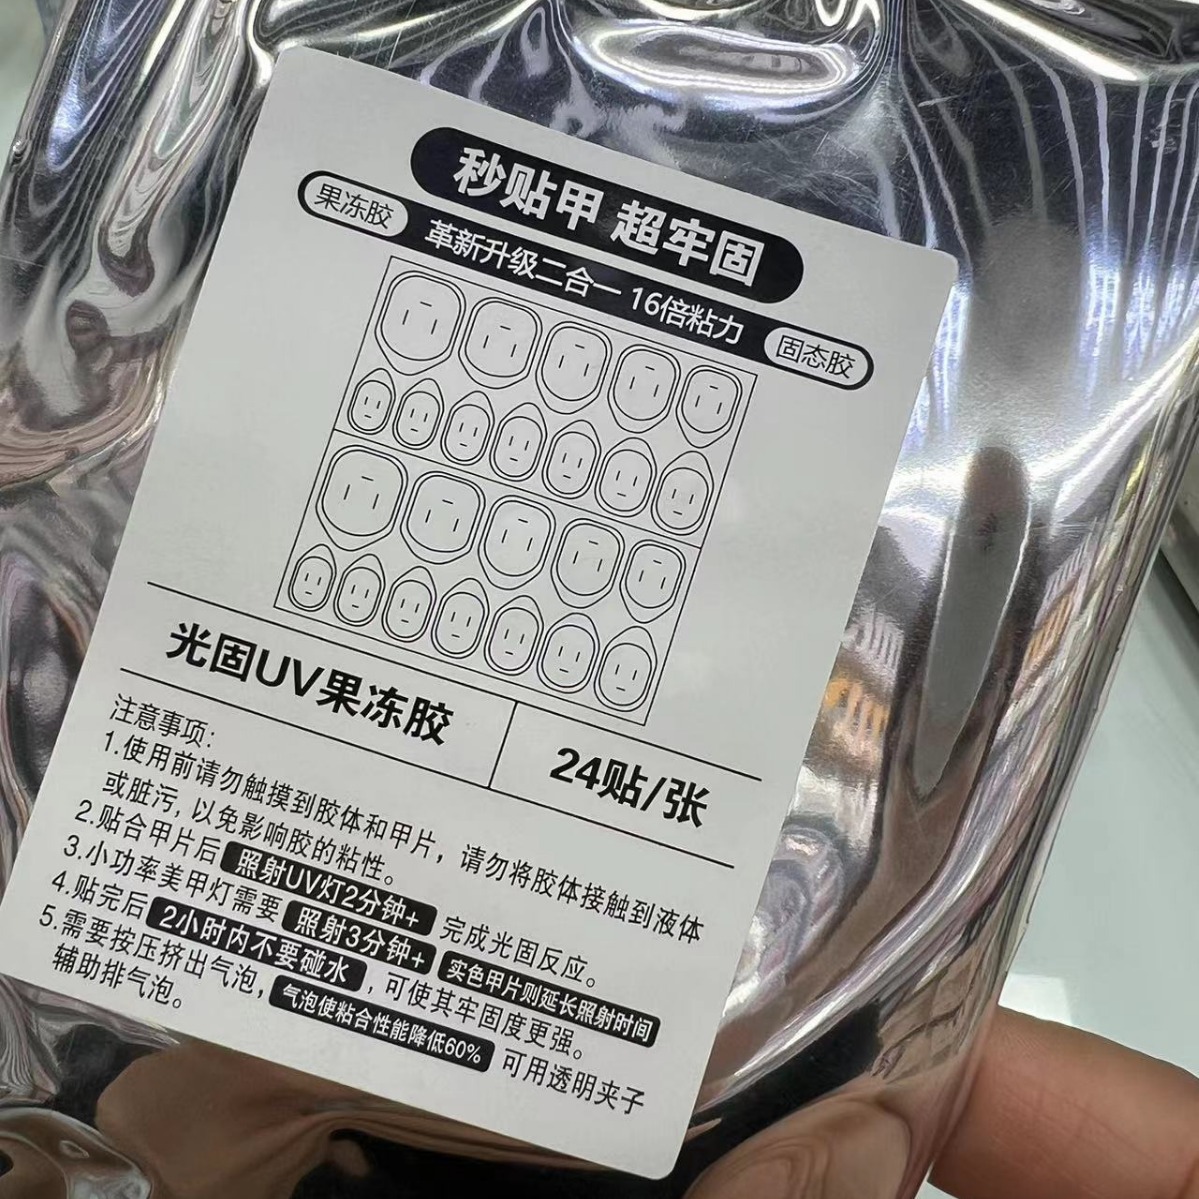 秒贴甲 超牢固
果冻胶 革新升级二合一 16倍粘力 固态胶
光固UV果冻胶
24贴/张
注意事项:
1.使用前请勿触摸到胶体和甲片，请勿将胶体接触到液体
或脏污，以免影响胶的粘性。
2.贴合甲片后 照射UV灯2分钟+ 完成光固反应。
3.小功率美甲灯需要 照射3分钟+ 实色甲片则延长照射时间
4.贴完后 2小时内不要碰水，可使其牢固度更强。
5.需要按压挤出气泡，气泡使粘合性能降低60% 可用透明夹子
辅助排气泡。